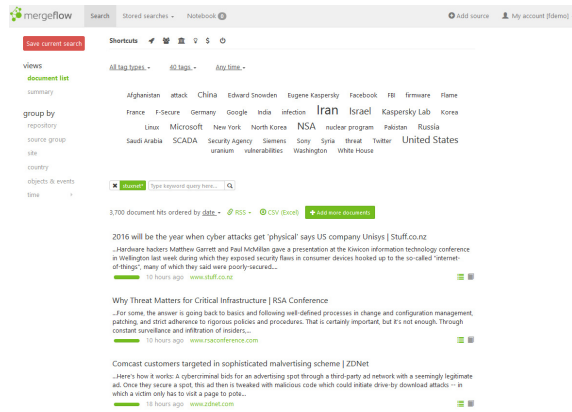 mergeflow Search Stored searches Notebook 0 Add source My account (fdemo)
Save current search
Shortcuts $
views
document list
summary
group by
repository
source group
site
country
objects & events
time
All tag types 40 tags Any time
Afghanistan attack China Edward Snowden Eugene Kaspersky Facebook FBI firmware Flame
France F-Secure Germany Google India infection Iran Israel Kaspersky Lab Korea
Linux Microsoft New York North Korea NSA nuclear program Pakistan Russia
Saudi Arabia SCADA Security Agency Siemens Sony Syria threat Twitter United States
uranium vulnerabilities Washington White House
stuxnet* Type keyword query here...
3,700 document hits ordered by date RSS CSV (Excel) Add more documents
2016 will be the year when cyber attacks get 'physical' says US company Unisys | Stuff.co.nz
...Hardware hackers Matthew Garrett and Paul McMillan gave a presentation at the Kiwicon information technology conference
in Wellington last week during which they exposed security flaws in consumer devices hooked up to the so-called "internet-
of-things", many of which they said were poorly-secured....
10 hours ago www.stuff.co.nz
Why Threat Matters for Critical Infrastructure | RSA Conference
...For some, the answer is going back to basics and following well-defined processes in change and configuration management,
patching, and strict adherence to rigorous policies and procedures. That is certainly important, but it's not enough. Through
constant surveillance and infiltration of insiders,...
10 hours ago www.rsaconference.com
Comcast customers targeted in sophisticated malvertising scheme | ZDNet
...Here's how it works: A cybercriminal bids for an advertising spot through a third-party ad network with a seemingly legitimate
ad. Once they secure a spot, this ad then is tweaked with malicious code which could initiate drive-by download attacks -- in
which a victim only has to visit a page to pote...
18 hours ago www.zdnet.com